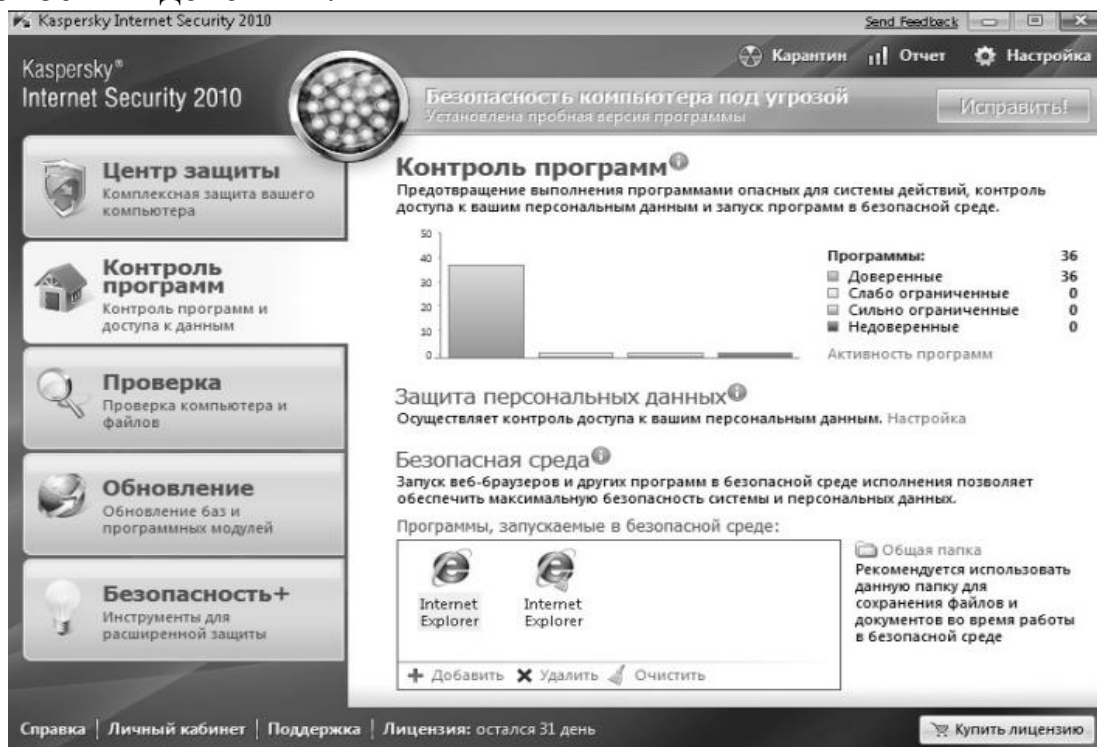 Kaspersky Internet Security 2010
Send Feedback
Карантин
Отчет
Настройка
Kaspersky®
Internet Security 2010
Безопасность компьютера под угрозой
Установлена пробная версия программы
Исправить!
Центр защиты
Комплексная защита вашего
компьютера
Контроль
программ
Контроль программ и
доступа к данным
Проверка
Проверка компьютера и
файлов
Обновление
Обновление баз и
программных модулей
Безопасность+
Инструменты для
расширенной защиты
Контроль программ
Предотвращение выполнения программами опасных для системы действий, контроль
доступа к вашим персональным данным и запуск программ в безопасной среде.
50
40
30
20
10
0
Программы: 36
Доверенные 36
Слабо ограниченные 0
Сильно ограниченные 0
Недоверенные 0
Активность программ
Защита персональных данных
Осуществляет контроль доступа к вашим персональным данным. Настройка
Безопасная среда
Запуск веб-браузеров и других программ в безопасной среде исполнения позволяет
обеспечить максимальную безопасность системы и персональных данных.
Программы, запускаемые в безопасной среде:
Internet
Explorer
Internet
Explorer
Добавить Удалить Очистить
Общая папка
Рекомендуется использовать
данную папку для
сохранения файлов и
документов во время работы
в безопасной среде
Справка | Личный кабинет | Поддержка | Лицензия: остался 31 день
Купить лицензию